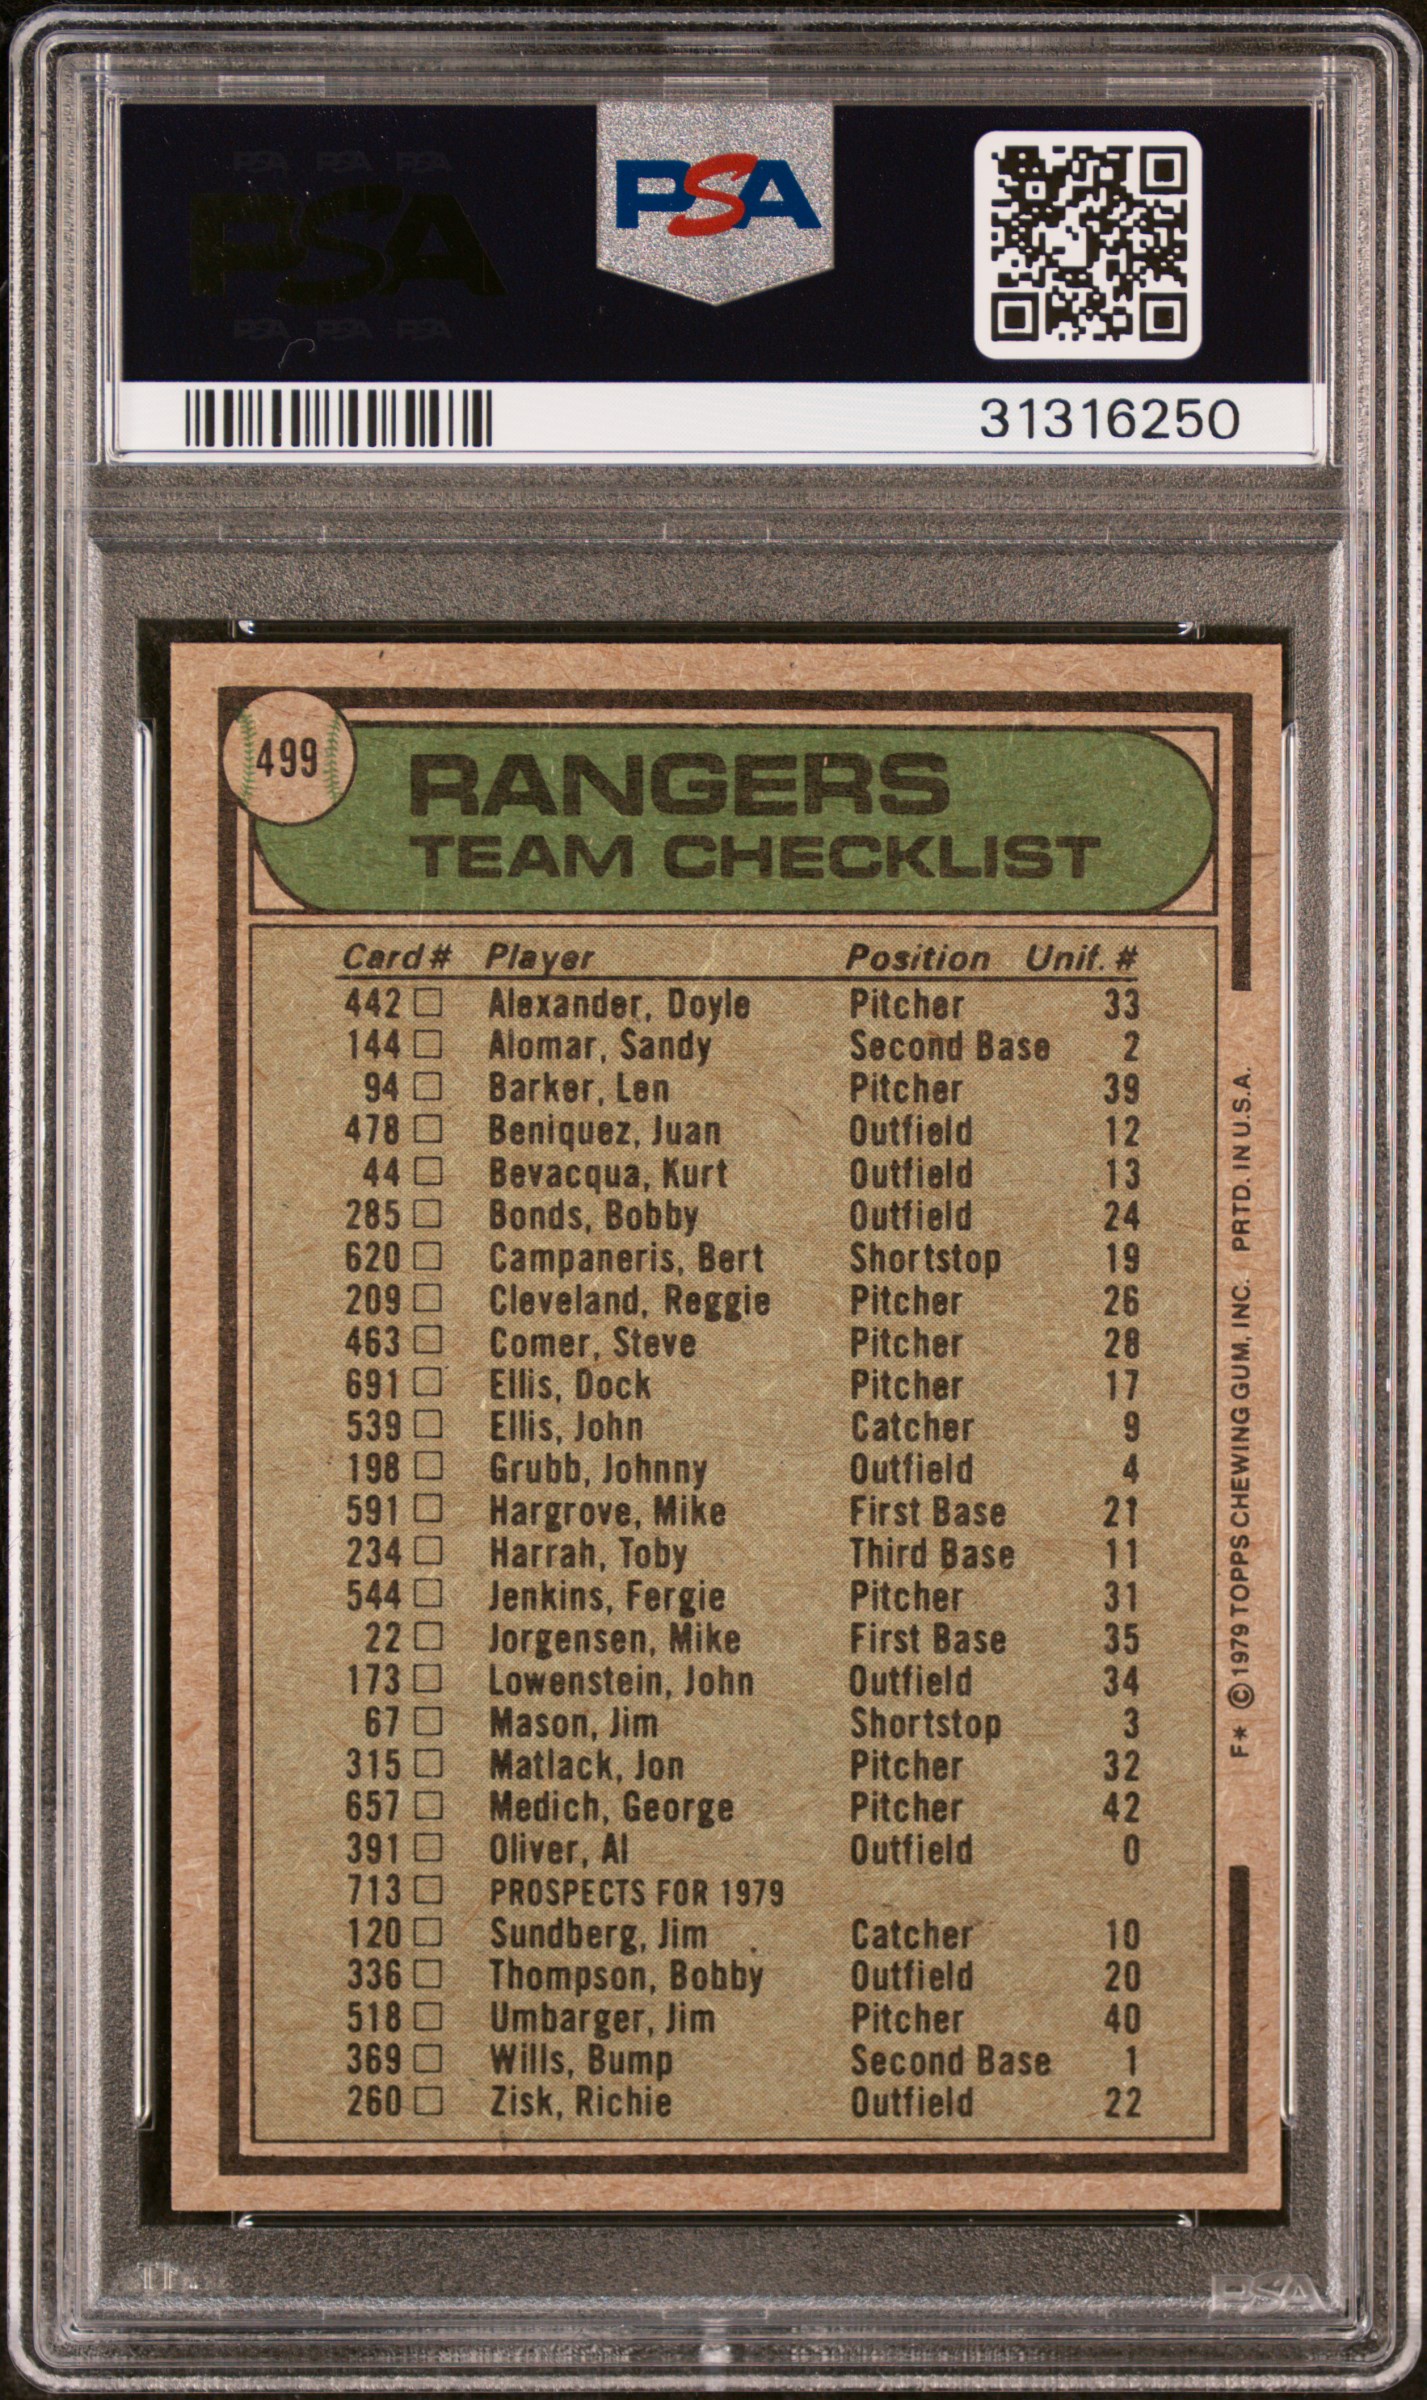 PSA PSA PSA
PSA
PSA PSA PSA
PSA
31316250
499
RANGERS
TEAM CHECKLIST
Card # Player Position Unif. #
442 □ Alexander, Doyle Pitcher 33
144 □ Alomar, Sandy Second Base 2
94 □ Barker, Len Pitcher 39
478 □ Beniquez, Juan Outfield 12
44 □ Bevacqua, Kurt Outfield 13
285 □ Bonds, Bobby Outfield 24
620 □ Campaneris, Bert Shortstop 19
209 □ Cleveland, Reggie Pitcher 26
463 □ Comer, Steve Pitcher 28
691 □ Ellis, Dock Pitcher 17
539 □ Ellis, John Catcher 9
198 □ Grubb, Johnny Outfield 4
591 □ Hargrove, Mike First Base 21
234 □ Harrah, Toby Third Base 11
544 □ Jenkins, Fergie Pitcher 31
22 □ Jorgensen, Mike First Base 35
173 □ Lowenstein, John Outfield 34
67 □ Mason, Jim Shortstop 3
315 □ Matlack, Jon Pitcher 32
657 □ Medich, George Pitcher 42
391 □ Oliver, Al Outfield 0
713 □ PROSPECTS FOR 1979
120 □ Sundberg, Jim Catcher 10
336 □ Thompson, Bobby Outfield 20
518 □ Umbarger, Jim Pitcher 40
369 □ Wills, Bump Second Base 1
260 □ Zisk, Richie Outfield 22
F* © 1979 TOPPS CHEWING GUM, INC. PRTD. IN U.S.A.
PSA